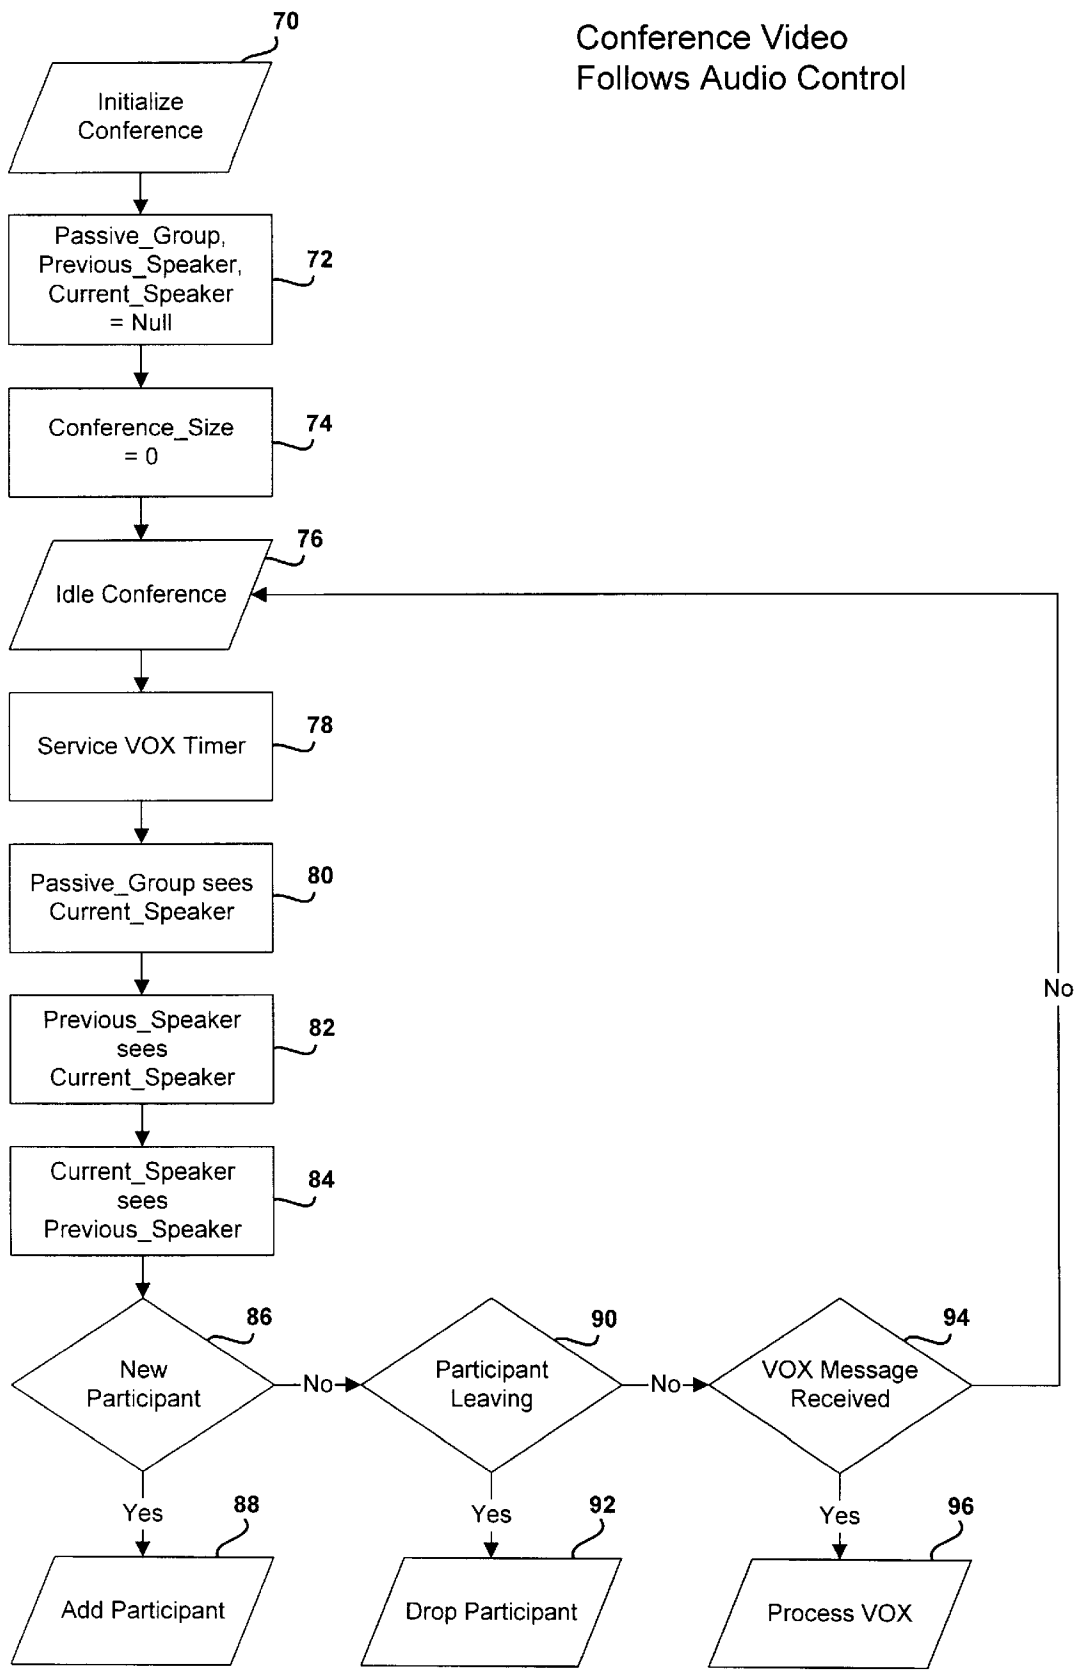 70
Conference Video
Follows Audio Control
Initialize
Conference
Passive_Group,
Previous_Speaker,
Current_Speaker
= Null
72
Conference_Size
= 0
74
76
Idle Conference
Service VOX Timer
78
Passive_Group sees
Current_Speaker
80
Previous_Speaker
sees
Current_Speaker
82
No
Current_Speaker
sees
Previous_Speaker
84
86
New
Participant
No
90
Participant
Leaving
No
94
VOX Message
Received
Yes
88
Yes
92
Yes
96
Add Participant
Drop Participant
Process VOX